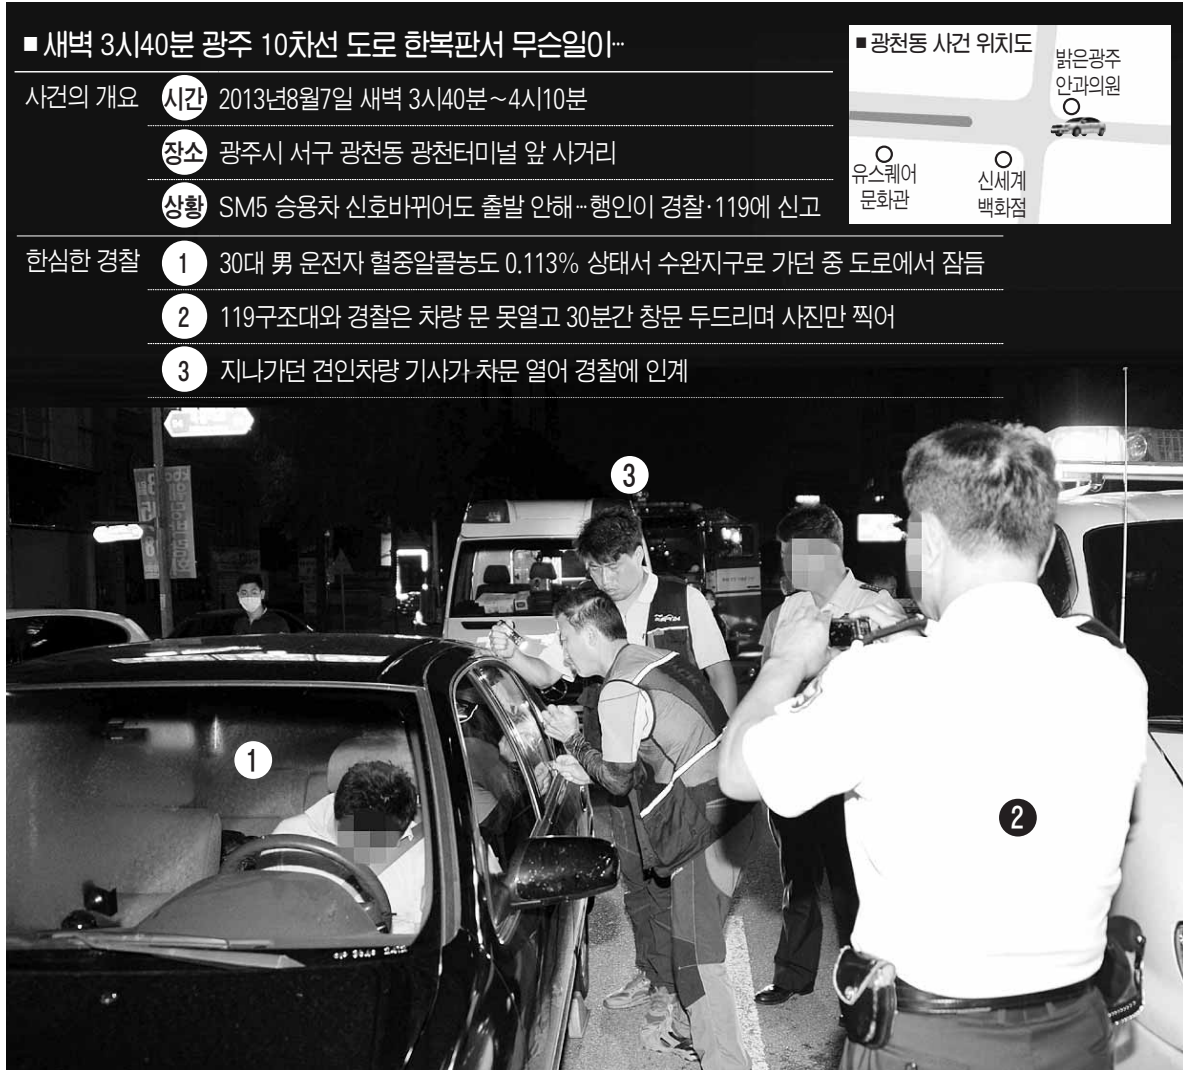 ■ 새벽 3시40분 광주 10차선 도로 한복판서 무슨일이…
사건의 개요
시간 2013년8월7일 새벽 3시40분～4시10분
장소 광주시 서구 광천동 광천터미널 앞 사거리
상황 SM5 승용차 신호바뀌어도 출발 안해…행인이 경찰·119에 신고
한심한 경찰
1 30대 男 운전자 혈중알콜농도 0.113% 상태서 수완지구로 가던 중 도로에서 잠듬
2 119구조대와 경찰은 차량 문 못열고 30분간 창문 두드리며 사진만 찍어
3 지나가던 견인차량 기사가 차문 열어 경찰에 인계
■ 광천동 사건 위치도
밝은광주
안과의원
유스퀘어
문화관
신세계
백화점
3
1
2